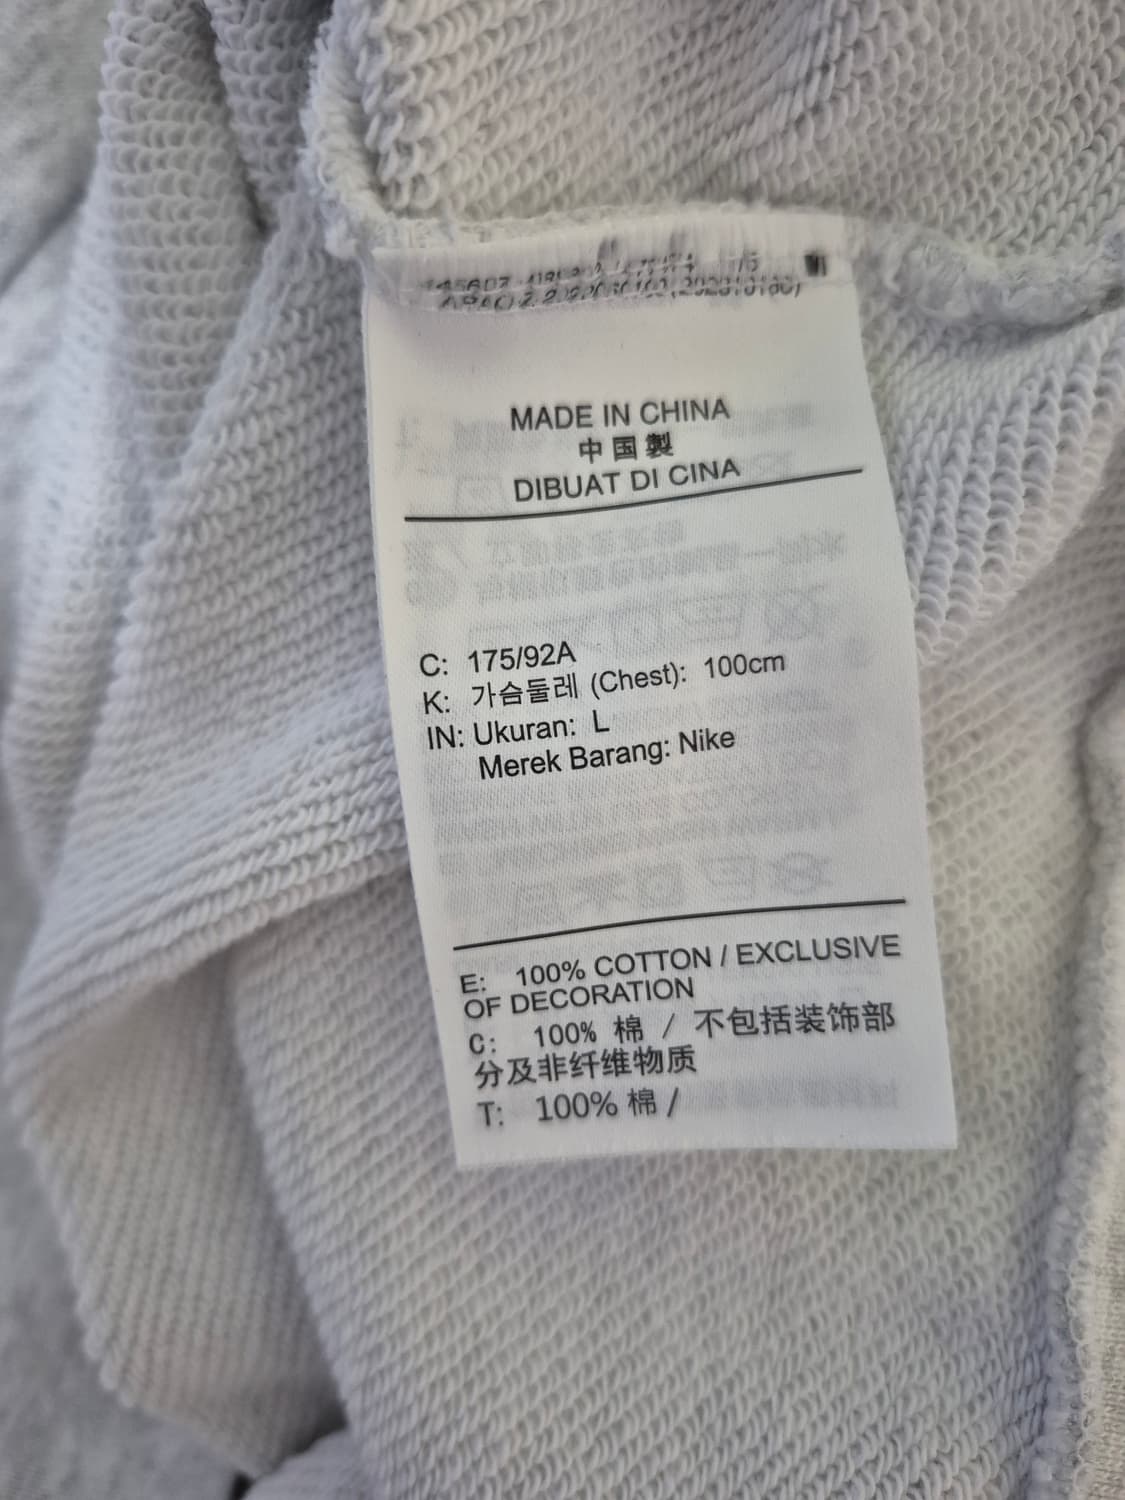 MADE IN CHINA
中国製
DIBUAT DI CINA
C: 175/92A
K: 가슴둘레 (Chest): 100cm
IN: Ukuran: L
Merek Barang: Nike
E: 100% COTTON / EXCLUSIVE
OF DECORATION
C: 100% 棉 / 不包括装饰部
分及非纤维物质
T: 100% 棉 /